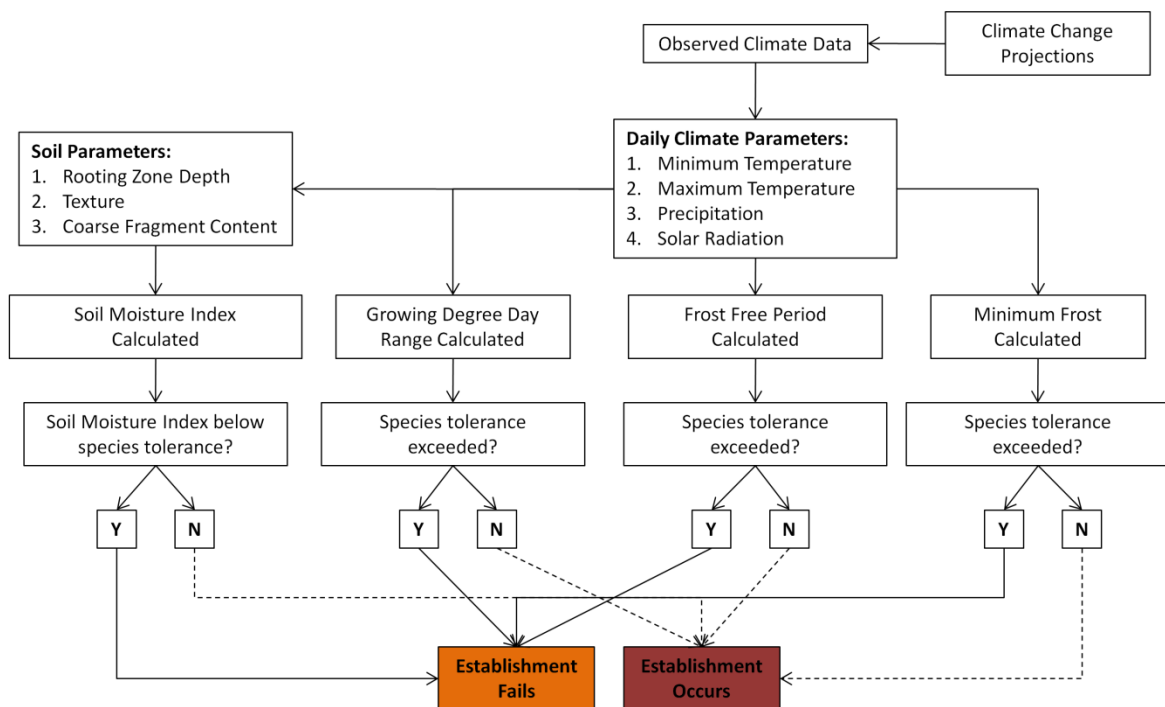 Observed Climate Data
Climate Change
Projections
Soil Parameters:
1. Rooting Zone Depth
2. Texture
3. Coarse Fragment Content
Daily Climate Parameters:
1. Minimum Temperature
2. Maximum Temperature
3. Precipitation
4. Solar Radiation
Soil Moisture Index
Calculated
Growing Degree Day
Range Calculated
Frost Free Period
Calculated
Minimum Frost
Calculated
Soil Moisture Index below
species tolerance?
Species tolerance
exceeded?
Species tolerance
exceeded?
Species tolerance
exceeded?
Y
N
Y
N
Y
N
Y
N
Establishment
Fails
Establishment
Occurs